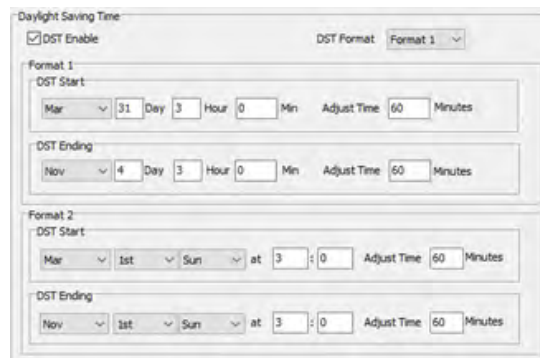 Daylight Saving Time
DST Enable DST Format Format 1
Format 1
DST Start
Mar 31 Day 3 Hour 0 Min Adjust Time 60 Minutes
DST Ending
Nov 4 Day 3 Hour 0 Min Adjust Time 60 Minutes
Format 2
DST Start
Mar 1st Sun at 3 : 0 Adjust Time 60 Minutes
DST Ending
Nov 1st Sun at 3 : 0 Adjust Time 60 Minutes